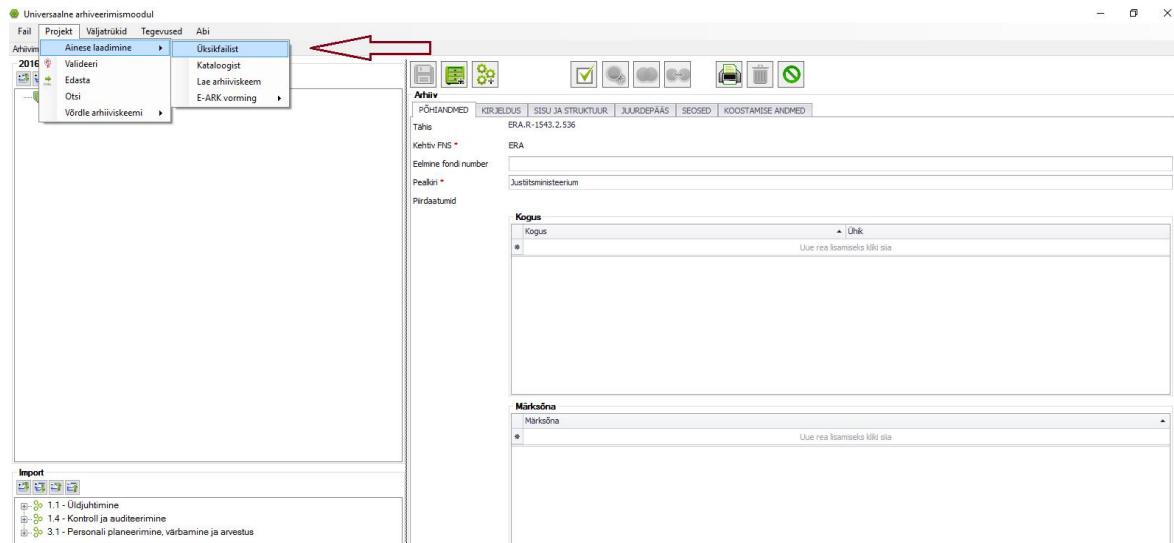 Universaalne arhiveerimismoodul
Fail Projekt Väljatrükid Tegevused Abi
Arhiivim
2016
Ainese laadimine
Valideeri
Edasta
Otsi
Võrdle arhiiviskeemi
Üksikfailist
Kataloogist
Lae arhiiviskeem
E-ARK vorming
Arhiiv
PÕHIANDMED KIRJELDUS SISU JA STRUKTUUR JUURDEPÄÄS SEOSED KOOSTAMISE ANDMED
Tähis ERA.R-1543.2.536
Kehtiv FNS * ERA
Eelmine fondi number
Pealkiri * Justiitsministeerium
Piirdaatumid
Kogus
Kogus Ühik
Uue rea lisamiseks kliki siia
Märksõna
Märksõna
Uue rea lisamiseks kliki siia
Import
1.1 - Üldjuhtimine
1.4 - Kontroll ja auditeerimine
3.1 - Personali planeerimine, värbamine ja arvestus